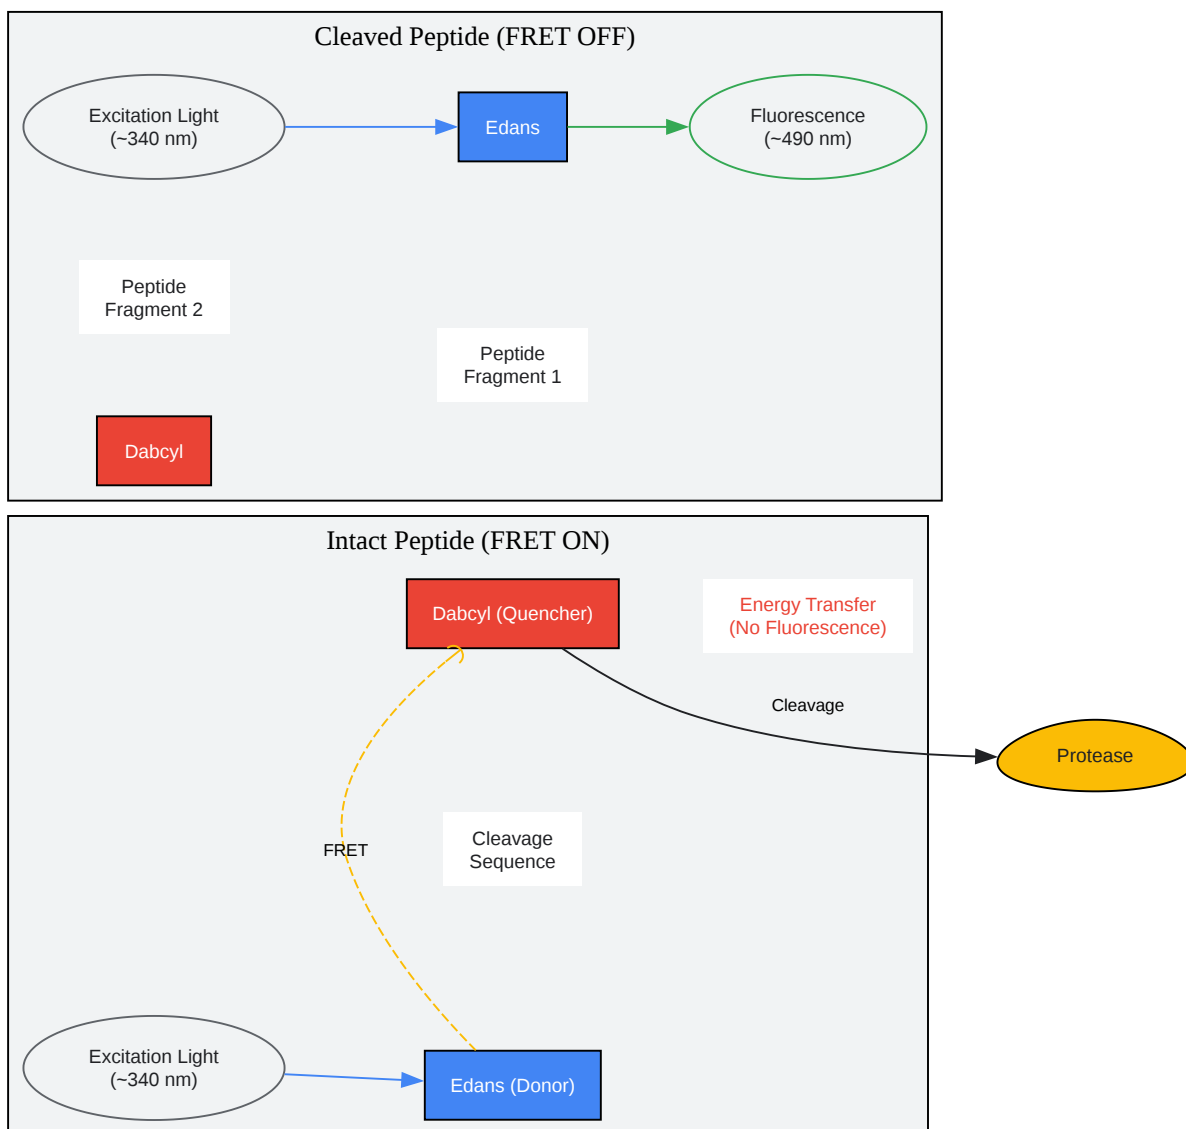 Cleaved Peptide (FRET OFF)
Excitation Light
(~340 nm)
Edans
Fluorescence
(~490 nm)
Peptide
Fragment 2
Peptide
Fragment 1
Dabcyl
Intact Peptide (FRET ON)
Dabcyl (Quencher)
Energy Transfer
(No Fluorescence)
Cleavage
Protease
FRET
Cleavage
Sequence
Excitation Light
(~340 nm)
Edans (Donor)